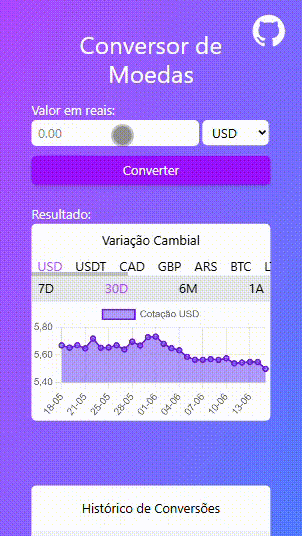 Conversor de
Moedas
Valor em reais:
0.00 USD
Converter
Resultado:
Variação Cambial
USD USDT CAD GBP ARS BTC
7D 30D 6M 1A
Cotação USD
5,80
5,60
5,40
18-05 21-05 25-05 28-05 01-06 04-06 07-06 10-06 13-06
Histórico de Conversões